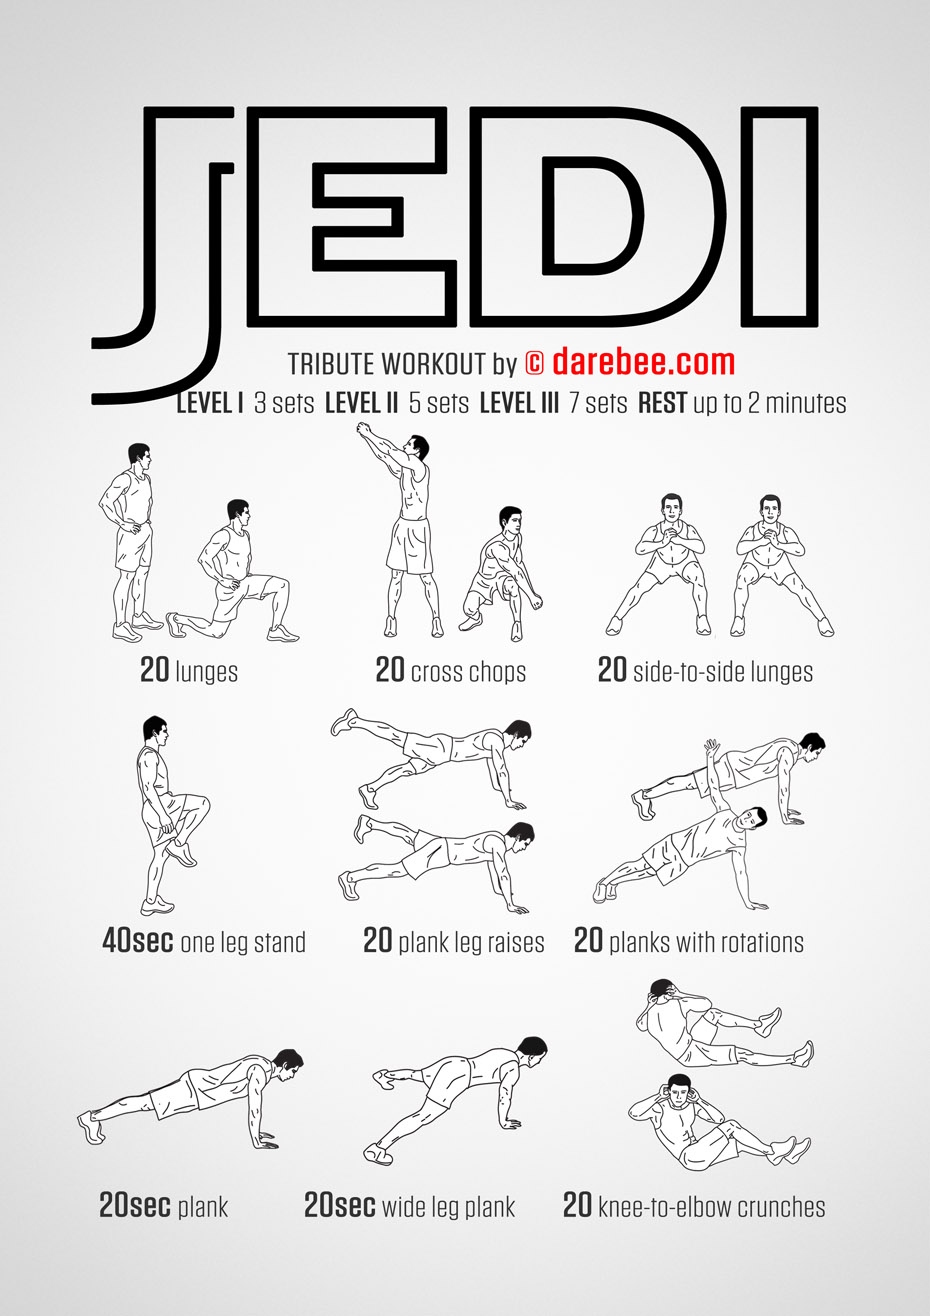 JEDI
TRIBUTE WORKOUT by © darebee.com
LEVEL I 3 sets LEVEL II 5 sets LEVEL III 7 sets REST up to 2 minutes
20 lunges
20 cross chops
20 side-to-side lunges
40sec one leg stand
20 plank leg raises
20 planks with rotations
20sec plank
20sec wide leg plank
20 knee-to-elbow crunches